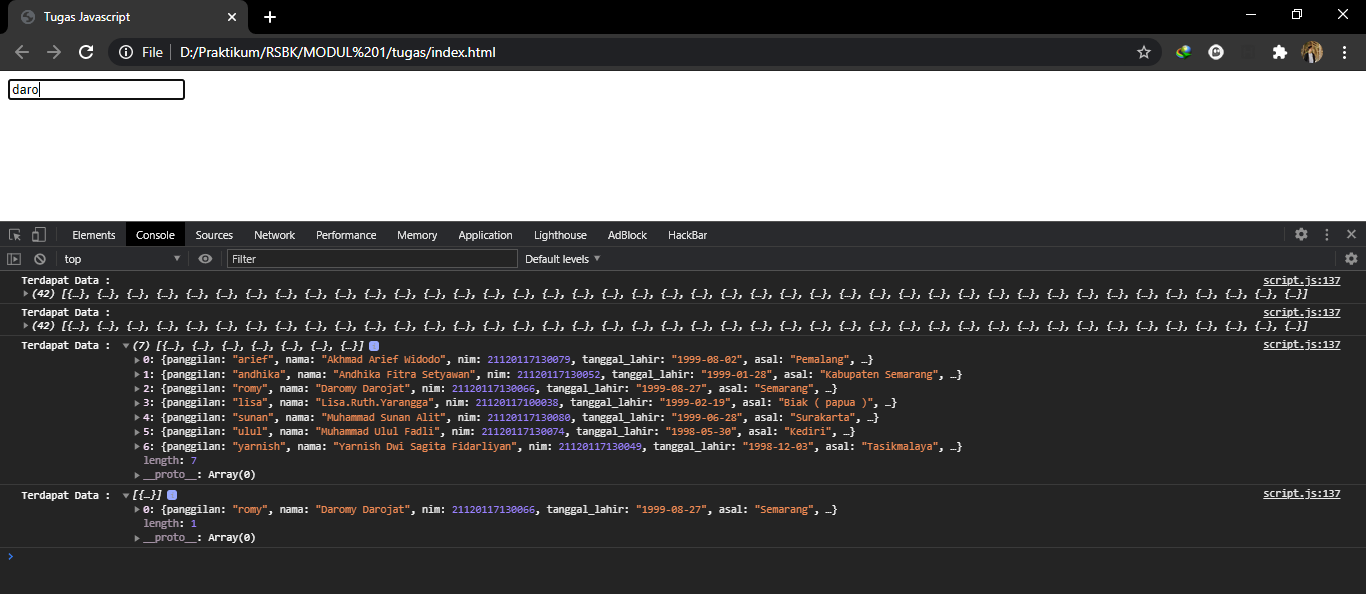 Tugas Javascript
File D:/Praktikum/RSBK/MODUL%201/tugas/index.html
daro
Elements Console Sources Network Performance Memory Application Lighthouse AdBlock HackBar
top Filter Default levels
Terdapat Data : script.js:137
(42) [{…}, {…}, {…}, {…}, {…}, {…}, {…}, {…}, {…}, {…}, {…}, {…}, {…}, {…}, {…}, {…}, {…}, {…}, {…}, {…}, {…}, {…}, {…}, {…}, {…}, {…}, {…}, {…}, {…}, {…}, {…}, {…}, {…}, {…}, {…}, {…}, {…}, {…}, {…}, {…}, {…}, {…}]
Terdapat Data : script.js:137
(42) [{…}, {…}, {…}, {…}, {…}, {…}, {…}, {…}, {…}, {…}, {…}, {…}, {…}, {…}, {…}, {…}, {…}, {…}, {…}, {…}, {…}, {…}, {…}, {…}, {…}, {…}, {…}, {…}, {…}, {…}, {…}, {…}, {…}, {…}, {…}, {…}, {…}, {…}, {…}, {…}, {…}, {…}]
Terdapat Data : (7) [{…}, {…}, {…}, {…}, {…}, {…}, {…}] script.js:137
0: {panggilan: "arief", nama: "Akhmad Arief Widodo", nim: 21120117130079, tanggal_lahir: "1999-08-02", asal: "Pemalang", …}
1: {panggilan: "andhika", nama: "Andhika Fitra Setyawan", nim: 21120117130052, tanggal_lahir: "1999-01-28", asal: "Kabupaten Semarang", …}
2: {panggilan: "romy", nama: "Daromy Darojat", nim: 21120117130066, tanggal_lahir: "1999-08-27", asal: "Semarang", …}
3: {panggilan: "lisa", nama: "Lisa.Ruth.Yarangga", nim: 21120117100038, tanggal_lahir: "1999-02-19", asal: "Biak ( papua )", …}
4: {panggilan: "sunan", nama: "Muhammad Sunan Alit", nim: 21120117130080, tanggal_lahir: "1999-06-28", asal: "Surakarta", …}
5: {panggilan: "ulul", nama: "Muhammad Ulul Fadli", nim: 21120117130074, tanggal_lahir: "1998-05-30", asal: "Kediri", …}
6: {panggilan: "yarnish", nama: "Yarnish Dwi Sagita Fidarliyan", nim: 21120117130049, tanggal_lahir: "1998-12-03", asal: "Tasikmalaya", …}
length: 7
__proto__: Array(0)
Terdapat Data : [{…}] script.js:137
0: {panggilan: "romy", nama: "Daromy Darojat", nim: 21120117130066, tanggal_lahir: "1999-08-27", asal: "Semarang", …}
length: 1
__proto__: Array(0)